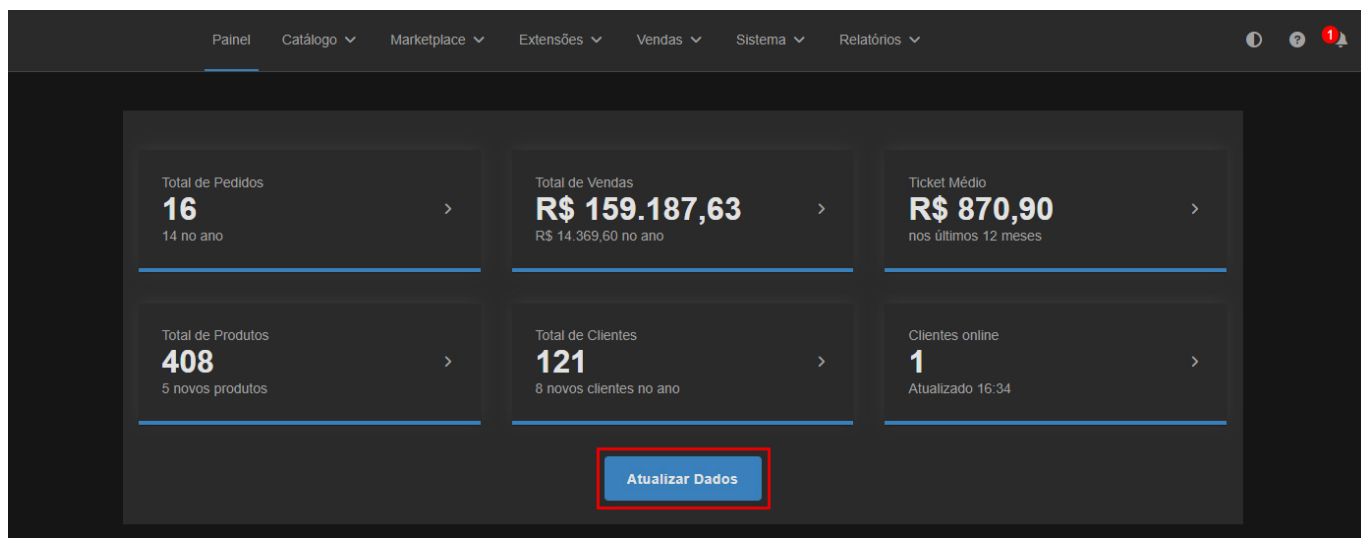 Painel Catálogo Marketplace Extensões Vendas Sistema Relatórios 1
Total de Pedidos
16
14 no ano
Total de Vendas
R$ 159.187,63
R$ 14.369,60 no ano
Ticket Médio
R$ 870,90
nos últimos 12 meses
Total de Produtos
408
5 novos produtos
Total de Clientes
121
8 novos clientes no ano
Clientes online
1
Atualizado 16:34
Atualizar Dados